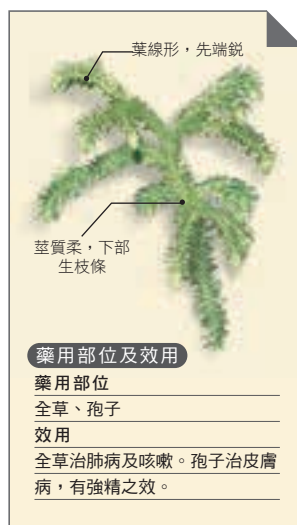 葉線形，先端鋭
莖質柔，下部
生枝條
藥用部位及效用
藥用部位
全草、孢子
效用
全草治肺病及咳嗽。孢子治皮膚
病，有強精之效。